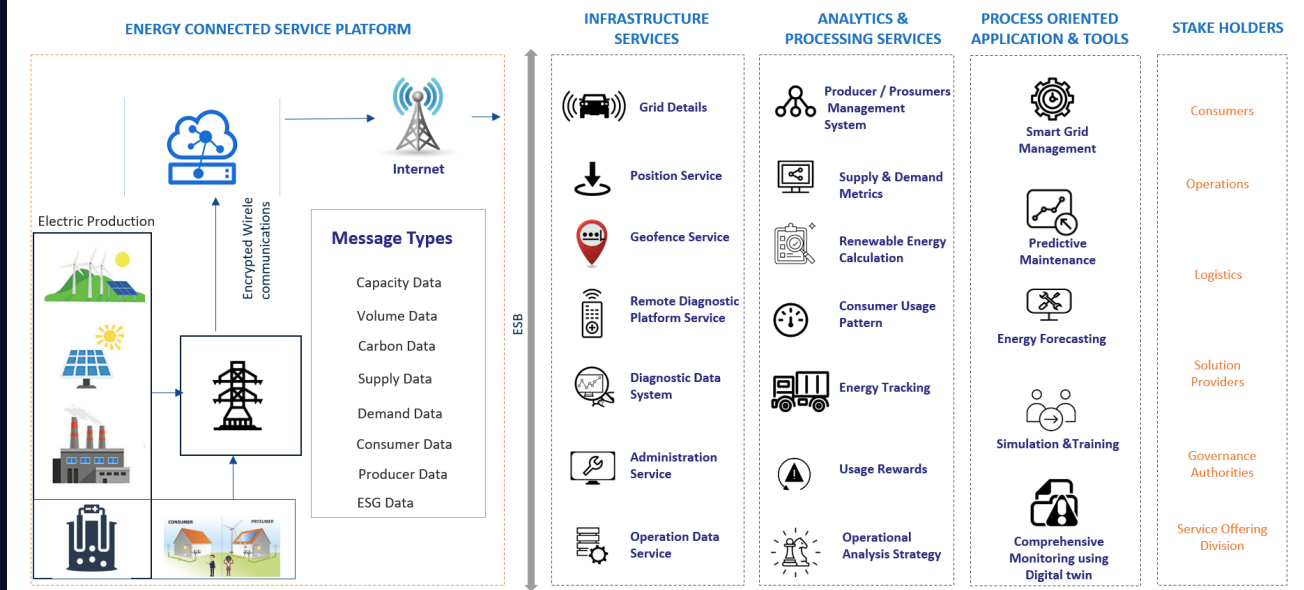 ENERGY CONNECTED SERVICE PLATFORM
Electric Production
Encrypted Wirele
communications
Internet
Message Types
Capacity Data
Volume Data
Carbon Data
Supply Data
Demand Data
Consumer Data
Producer Data
ESG Data
CONSUMER
PROSUMER
ESB
INFRASTRUCTURE
SERVICES
Grid Details
Position Service
Geofence Service
Remote Diagnostic
Platform Service
Diagnostic Data
System
Administration
Service
Operation Data
Service
ANALYTICS &
PROCESSING SERVICES
Producer / Prosumers
Management
System
Supply & Demand
Metrics
Renewable Energy
Calculation
Consumer Usage
Pattern
Energy Tracking
Usage Rewards
Operational
Analysis Strategy
PROCESS ORIENTED
APPLICATION & TOOLS
Smart Grid
Management
Predictive
Maintenance
Energy Forecasting
Simulation &Training
Comprehensive
Monitoring using
Digital twin
STAKE HOLDERS
Consumers
Operations
Logistics
Solution
Providers
Governance
Authorities
Service Offering
Division